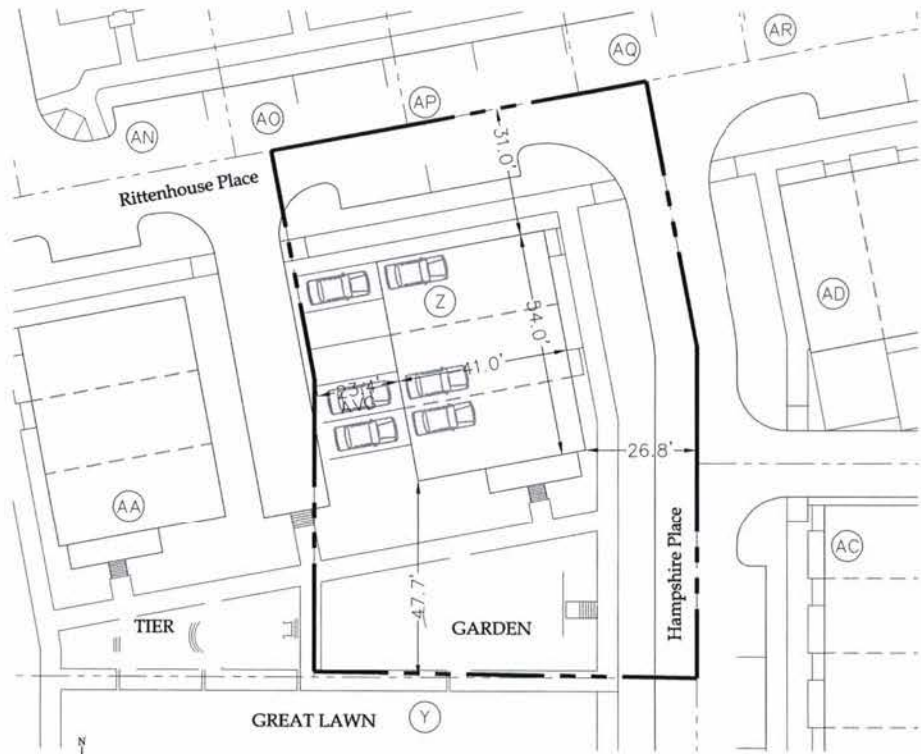 AR
AQ
AP
AO
AN
31.0'
Rittenhouse Place
AD
Z
54.0'
41.0'
23.4'
AVG
26.8'
AA
AC
47.7'
Hampshire Place
TIER
GARDEN
GREAT LAWN
Y
N